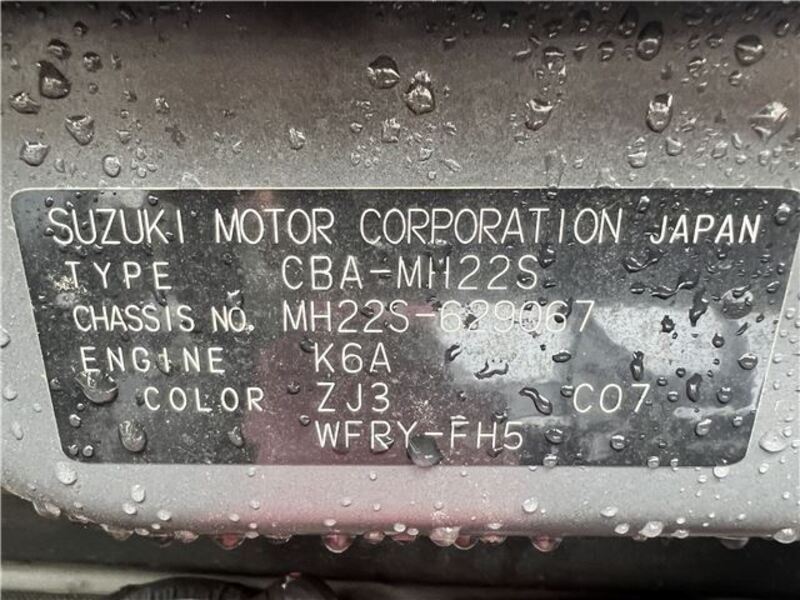 SUZUKI MOTOR CORPORATION JAPAN
TYPE CBA-MH22S
CHASSIS NO. MH22S-629067
ENGINE K6A
COLOR ZJ3 C07
WFRY-FH5